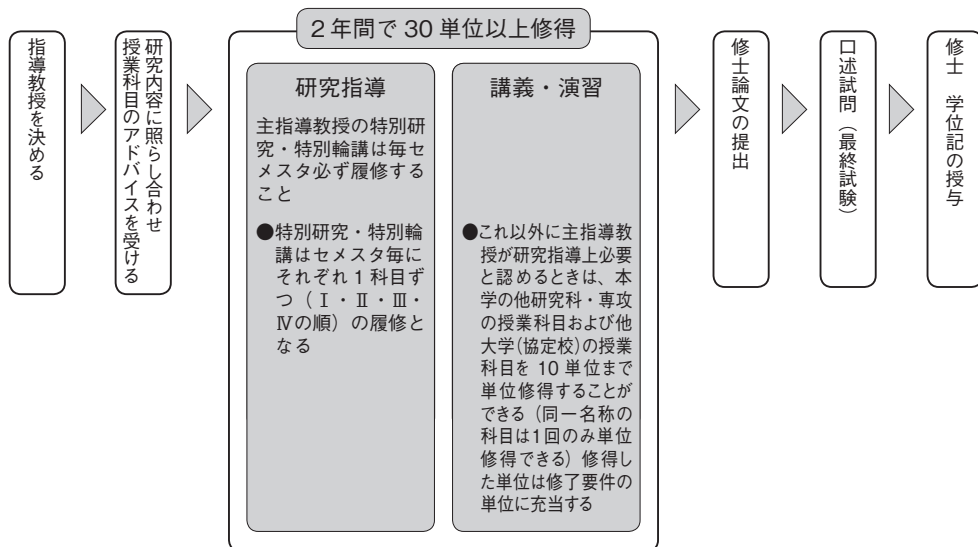 指導教授を決める
研究内容に照らし合わせ
授業科目のアドバイスを受ける
2年間で 30 単位以上修得
研究指導
主指導教授の特別研
究・特別輪講は毎セ
メスタ必ず履修する
こと
●特別研究・特別輪
講はセメスタ毎に
それぞれ 1 科目ず
つ（Ⅰ・Ⅱ・Ⅲ・
Ⅳの順）の履修と
なる
講義・演習
●これ以外に主指導教
授が研究指導上必要
と認めるときは、本
学の他研究科・専攻
の授業科目および他
大学(協定校)の授業
科目を 10 単位まで
単位修得することが
できる（同一名称の
科目は1回のみ単位
修得できる）修得し
た単位は修了要件の
単位に充当する
修士論文の提出
口述試問（最終試験）
修士 学位記の授与